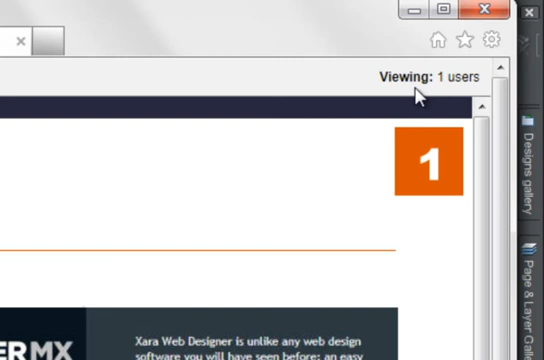 Viewing: 1 users
1
Designs gallery
Page & Layer Galle
ERMX
Xara Web Designer is unlike any web design
software you will have seen before: an easy